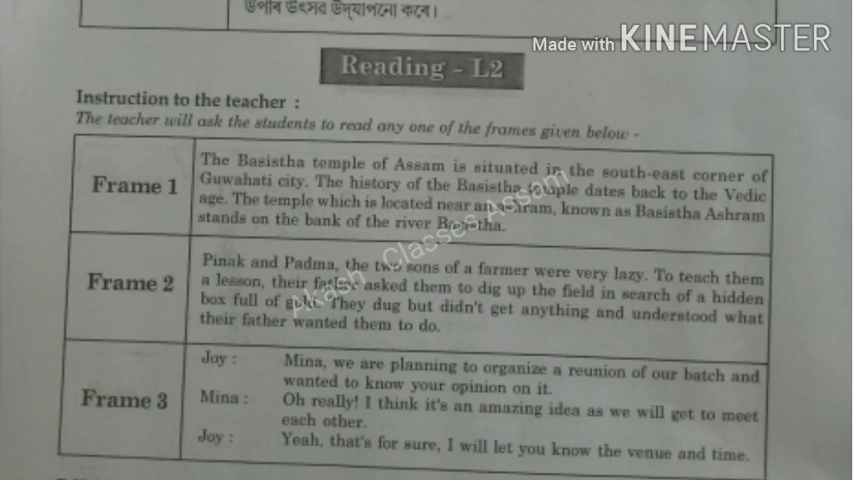 উপৰি উৎসৱ উদ্‌যাপনো কৰে।
Made with KINEMASTER
Reading - L2
Instruction to the teacher :
The teacher will ask the students to read any one of the frames given below -
Frame 1
The Basistha temple of Assam is situated in the south-east corner of
Guwahati city. The history of the Basistha temple dates back to the Vedic
age. The temple which is located near an ashram, known as Basistha Ashram
stands on the bank of the river Basistha.
Frame 2
Pinak and Padma, the two sons of a farmer were very lazy. To teach them
a lesson, their father asked them to dig up the field in search of a hidden
box full of gold. They dug but didn't get anything and understood what
their father wanted them to do.
Frame 3
Joy : Mina, we are planning to organize a reunion of our batch and
wanted to know your opinion on it.
Mina : Oh really! I think it's an amazing idea as we will get to meet
each other.
Joy : Yeah, that's for sure, I will let you know the venue and time.
Akash Classes Assam